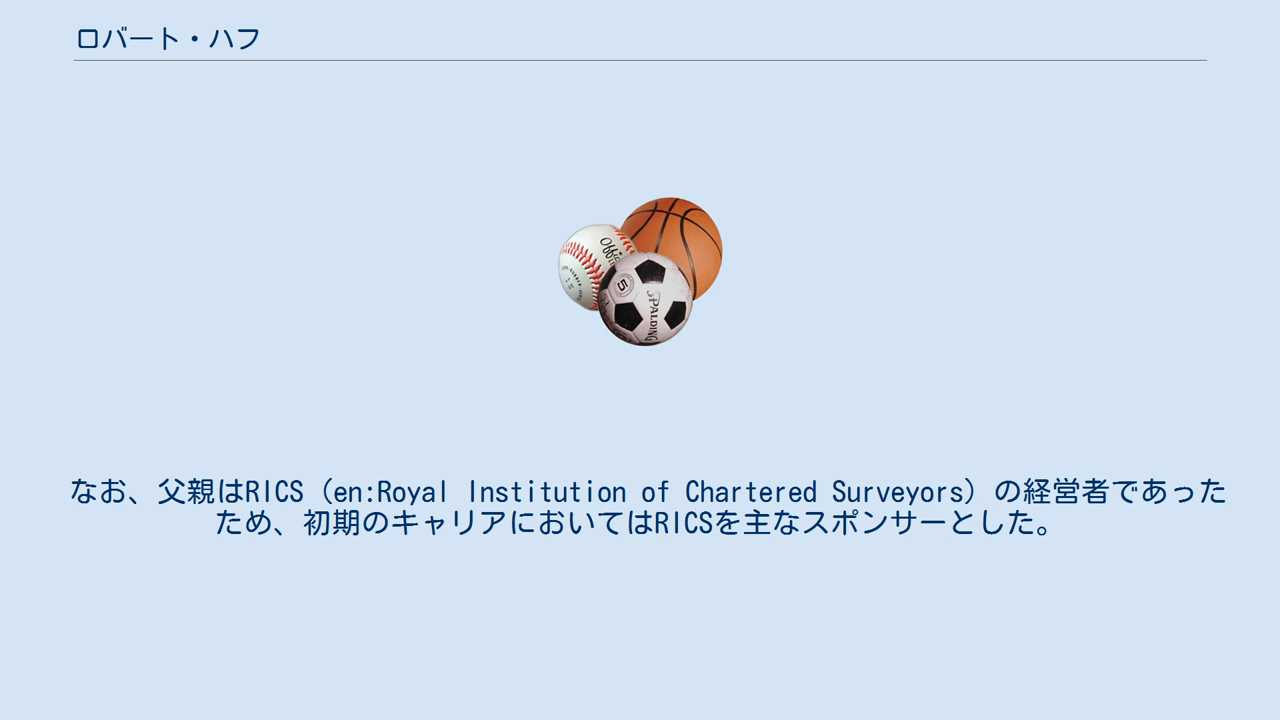 ロバート・ハフ
Offic
5
SPALDING
なお、父親はRICS（en:Royal Institution of Chartered Surveyors）の経営者であった
ため、初期のキャリアにおいてはRICSを主なスポンサーとした。